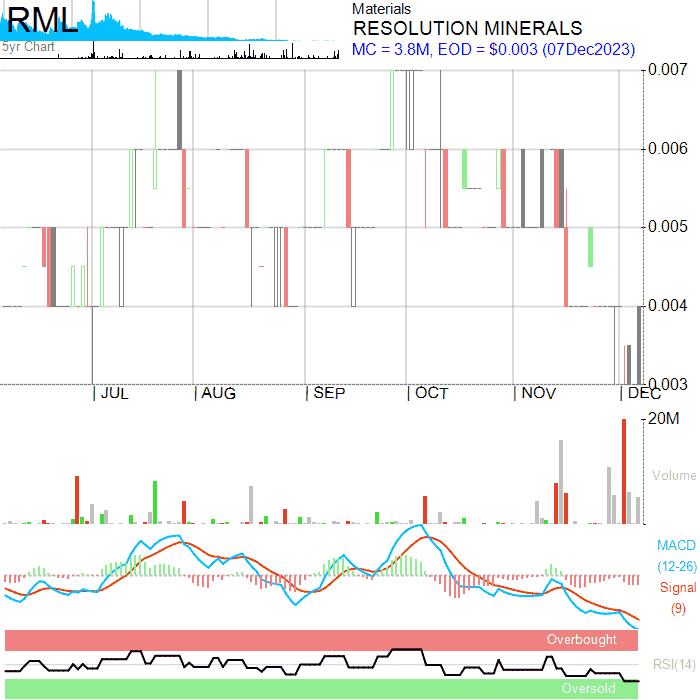 RML
5yr Chart
Materials
RESOLUTION MINERALS
MC = 3.8M, EOD = $0.003 (07Dec2023)
0.007
0.006
0.005
0.004
0.003
JUL AUG SEP OCT NOV DEC
20M
Volume
MACD
(12-26)
Signal
(9)
Overbought
RSI(14)
Oversold